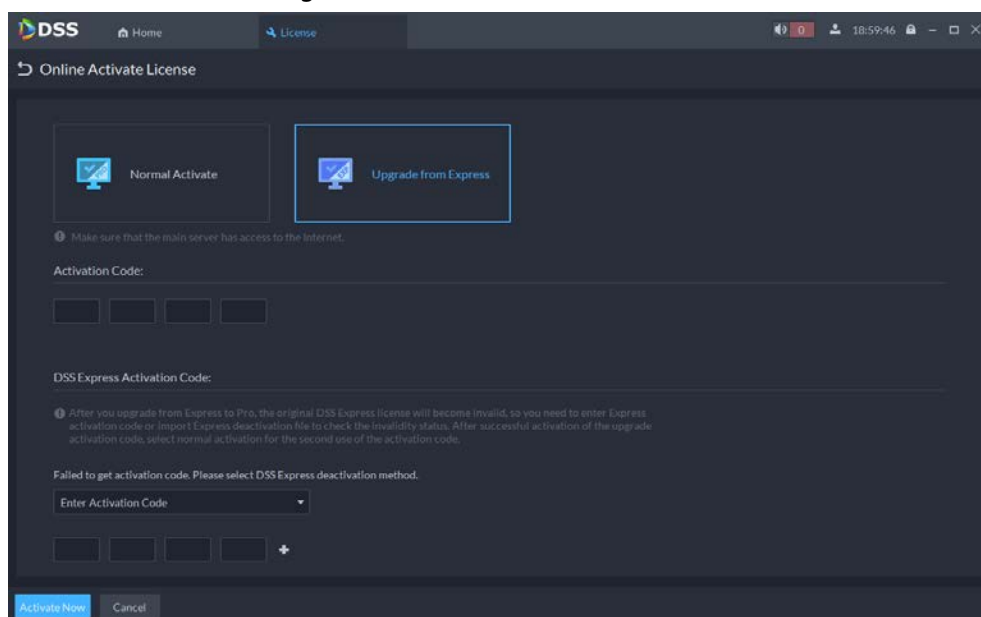 DSS Home License 0 18:59:46
Online Activate License
Normal Activate Upgrade from Express
Make sure that the main server has access to the Internet.
Activation Code:
DSS Express Activation Code:
After you upgrade from Express to Pro, the original DSS Express license will become invalid, so you need to enter Express
activation code or import Express deactivation file to check the invalidity status. After successful activation of the upgrade
activation code, select normal activation for the second use of the activation code.
Failed to get activation code. Please select DSS Express deactivation method.
Enter Activation Code
Activate Now Cancel